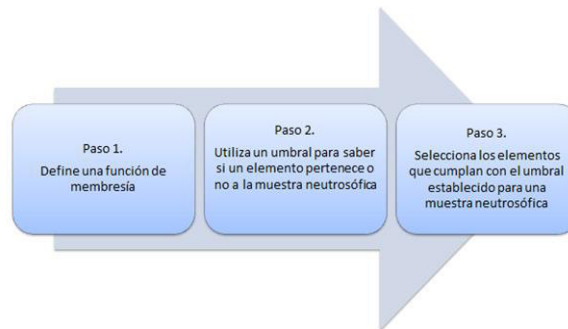 Paso 1.
Define una función de
membresía
Paso 2.
Utiliza un umbral para saber
si un elemento pertenece o
no a la muestra neutrosófica
Paso 3.
Selecciona los elementos
que cumplan con el umbral
establecido para una
muestra neutrosófica